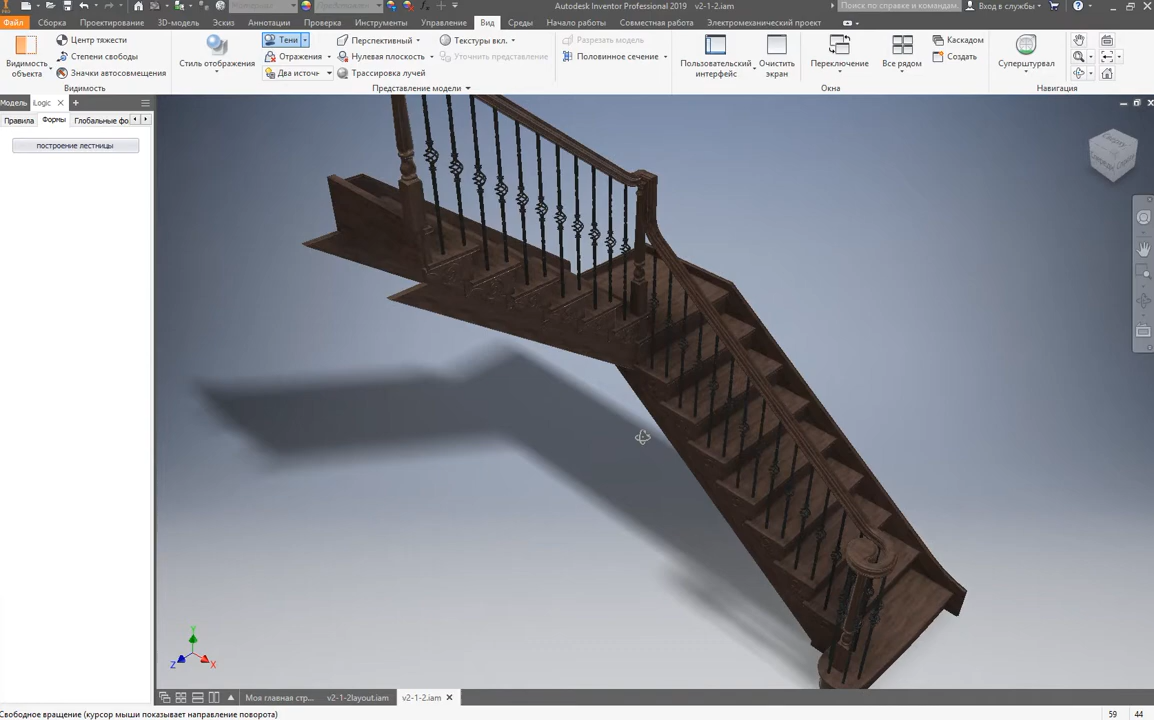 Autodesk Inventor Professional 2019 v2-1-2.iam
Поиск по справке и командам.
Вход в службы
Файл Сборка Проектирование 3D-модель Эскиз Аннотации Проверка Инструменты Управление Вид Среды Начало работы Совместная работа Электромеханический проект
Видимость объекта
Центр тяжести
Степени свободы
Значки автосовмещения
Видимость
Стиль отображения
Тени
Отражения
Два источн
Перспективный
Нулевая плоскость
Трассировка лучей
Текстуры вкл.
Уточнить представление
Представление модели
Разрезать модель
Половинное сечение
Пользовательский интерфейс
Очистить экран
Переключение
Все рядом
Каскадом
Создать
Окна
Суперштурвал
Навигация
Модель iLogic
Правила Формы Глобальные фо
построение лестницы
Y
Z
X
Моя главная стр... v2-1-2layout.iam v2-1-2.iam
Свободное вращение (курсор мыши показывает направление поворота)
59 44